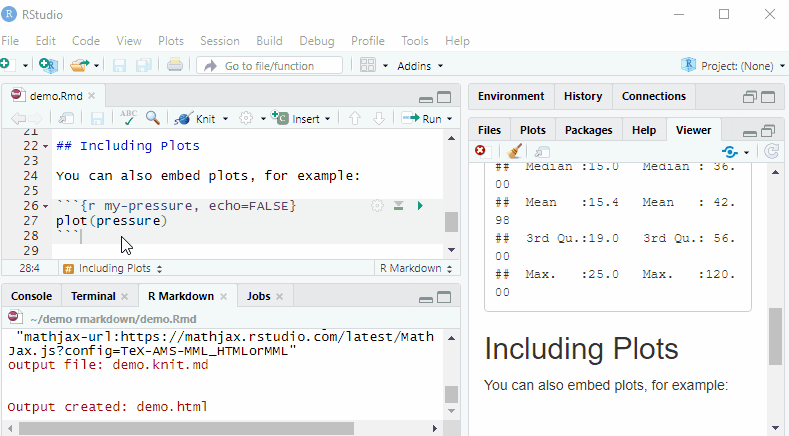 RStudio
File Edit Code View Plots Session Build Debug Profile Tools Help
Go to file/function Addins Project: (None)
demo.Rmd
ABC Knit Insert Run
21
22 ## Including Plots
23
24 You can also embed plots, for example:
25
26 ```{r my-pressure, echo=FALSE}
27 plot(pressure)
28 ```
29
28:4 # Including Plots R Markdown
Console Terminal R Markdown Jobs
~/demo rmarkdown/demo.Rmd
"mathjax-url:https://mathjax.rstudio.com/latest/Math
Jax.js?config=TeX-AMS-MML_HTMLorMML"
output file: demo.knit.md
Output created: demo.html
Environment History Connections
Files Plots Packages Help Viewer
## Median :15.0 Median : 36.
00
## Mean :15.4 Mean : 42.
98
## 3rd Qu.:19.0 3rd Qu.: 56.
00
## Max. :25.0 Max. :120.
00
Including Plots
You can also embed plots, for example: